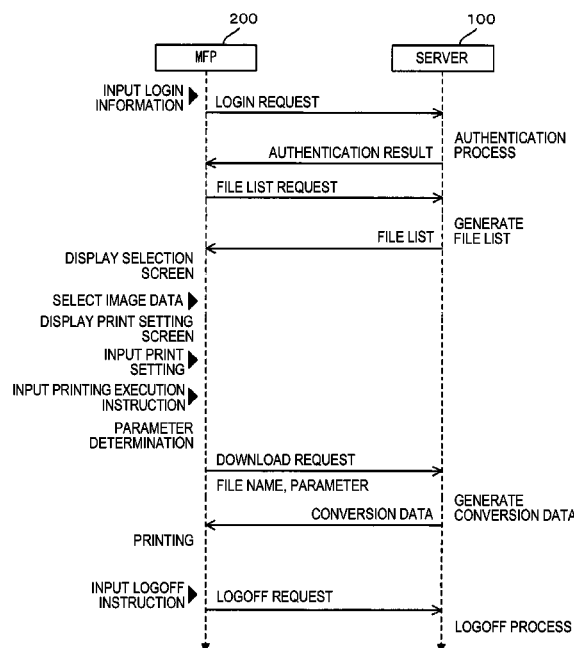 200
100
MFP
SERVER
INPUT LOGIN
INFORMATION
LOGIN REQUEST
AUTHENTICATION RESULT
AUTHENTICATION
PROCESS
FILE LIST REQUEST
FILE LIST
GENERATE
FILE LIST
DISPLAY SELECTION
SCREEN
SELECT IMAGE DATA
DISPLAY PRINT SETTING
SCREEN
INPUT PRINT
SETTING
INPUT PRINTING EXECUTION
INSTRUCTION
PARAMETER
DETERMINATION
DOWNLOAD REQUEST
FILE NAME, PARAMETER
GENERATE
CONVERSION DATA
CONVERSION DATA
PRINTING
INPUT LOGOFF
INSTRUCTION
LOGOFF REQUEST
LOGOFF PROCESS